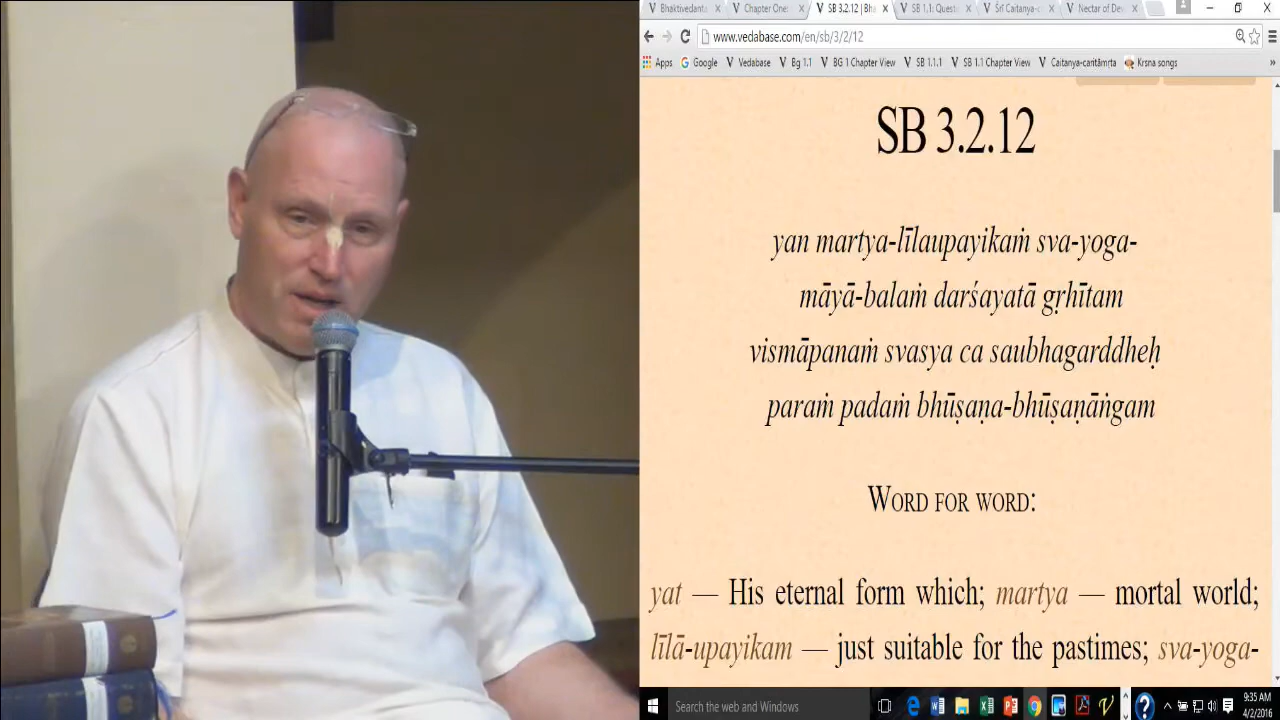 Bhaktivedanta
Chapter One:
SB 3.2.12 | Bha
SB 1.1: Questi
Śrī Caitanya-c
Nectar of Dev
www.vedabase.com/en/sb/3/2/12
Apps Google Vedabase Bg 1.1 BG 1 Chapter View SB 1.1.1 SB 1.1 Chapter View Caitanya-caritāmṛta Krsna songs »
SB 3.2.12
yan martya-līlaupayikaṁ sva-yoga-
māyā-balaṁ darśayatā gṛhītam
vismāpanaṁ svasya ca saubhagarddheḥ
paraṁ padaṁ bhūṣaṇa-bhūṣaṇāṅgam
WORD FOR WORD:
yat — His eternal form which; martya — mortal world;
līlā-upayikam — just suitable for the pastimes; sva-yoga-
Search the web and Windows
9:35 AM
4/2/2016